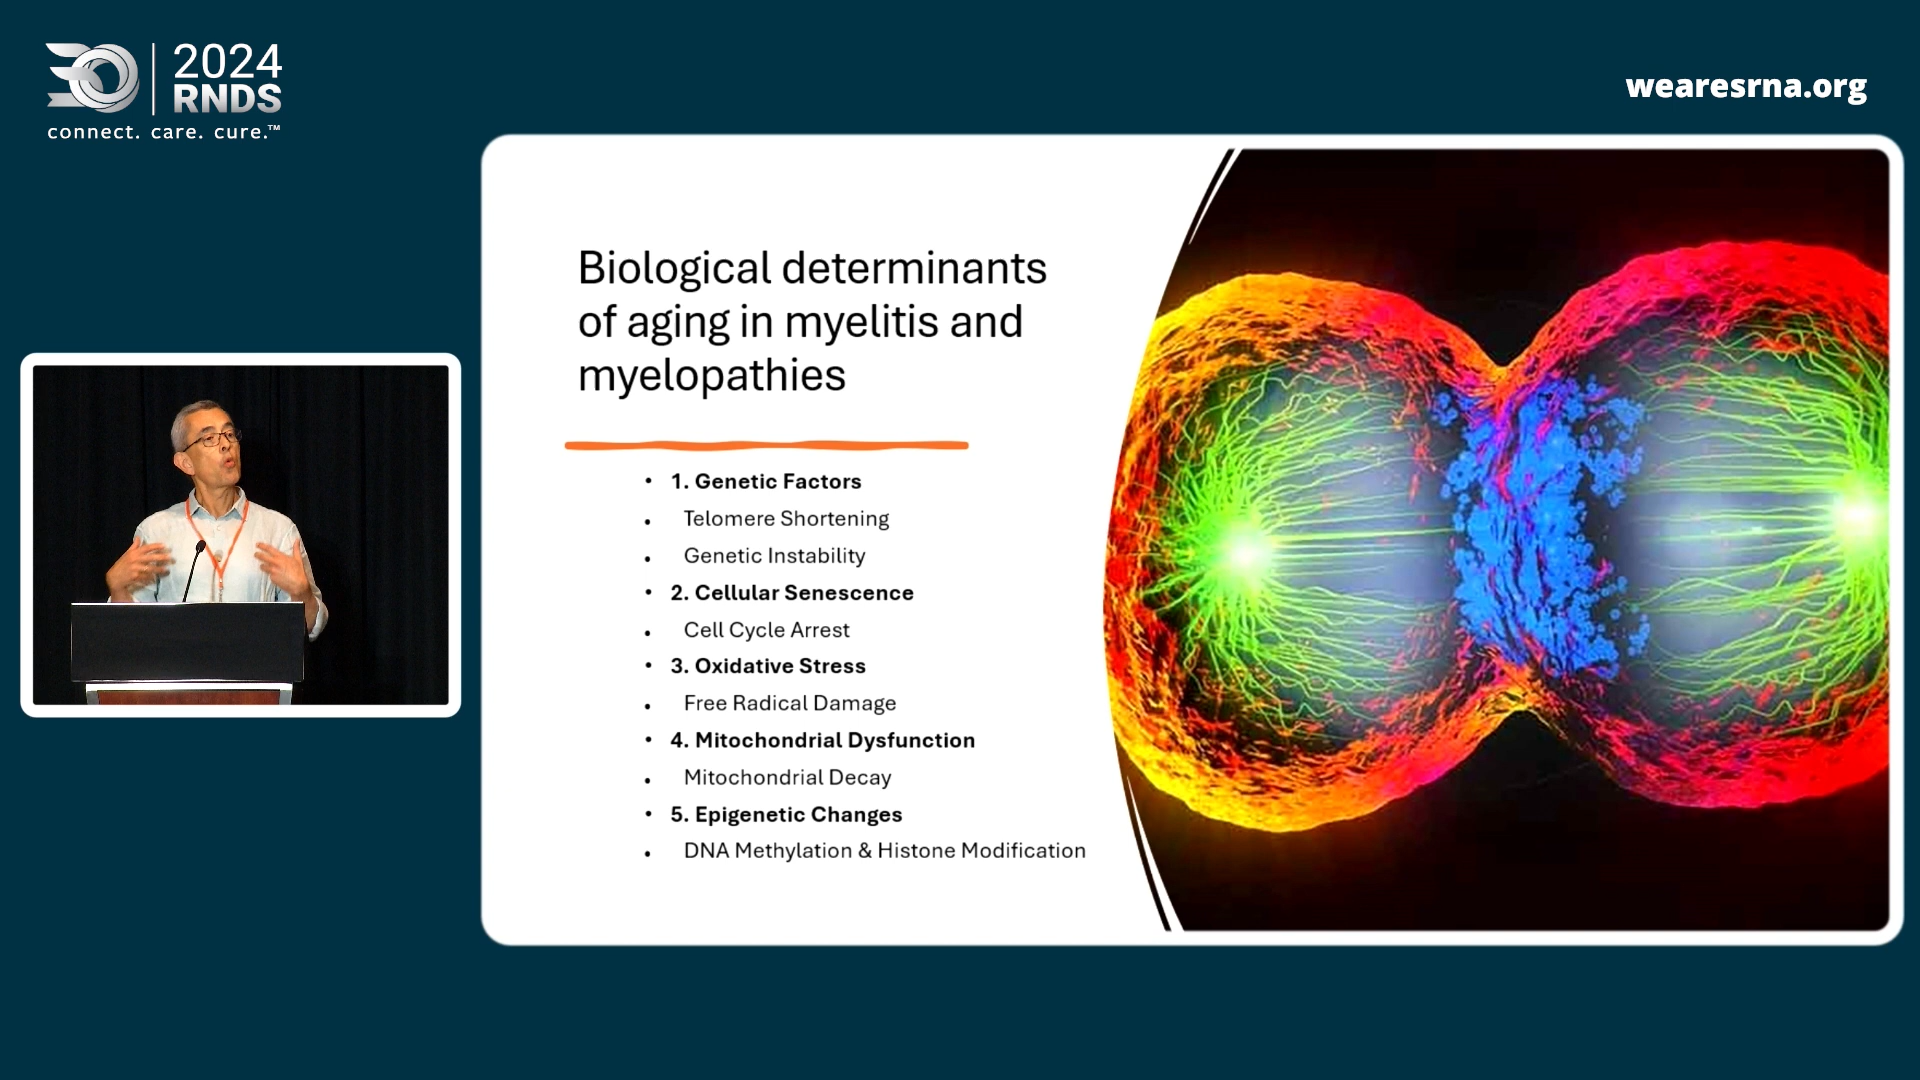 2024
RNDS
connect. care. cure.™
wearesrna.org
Biological determinants
of aging in myelitis and
myelopathies
• 1. Genetic Factors
• Telomere Shortening
• Genetic Instability
• 2. Cellular Senescence
• Cell Cycle Arrest
• 3. Oxidative Stress
• Free Radical Damage
• 4. Mitochondrial Dysfunction
• Mitochondrial Decay
• 5. Epigenetic Changes
• DNA Methylation & Histone Modification